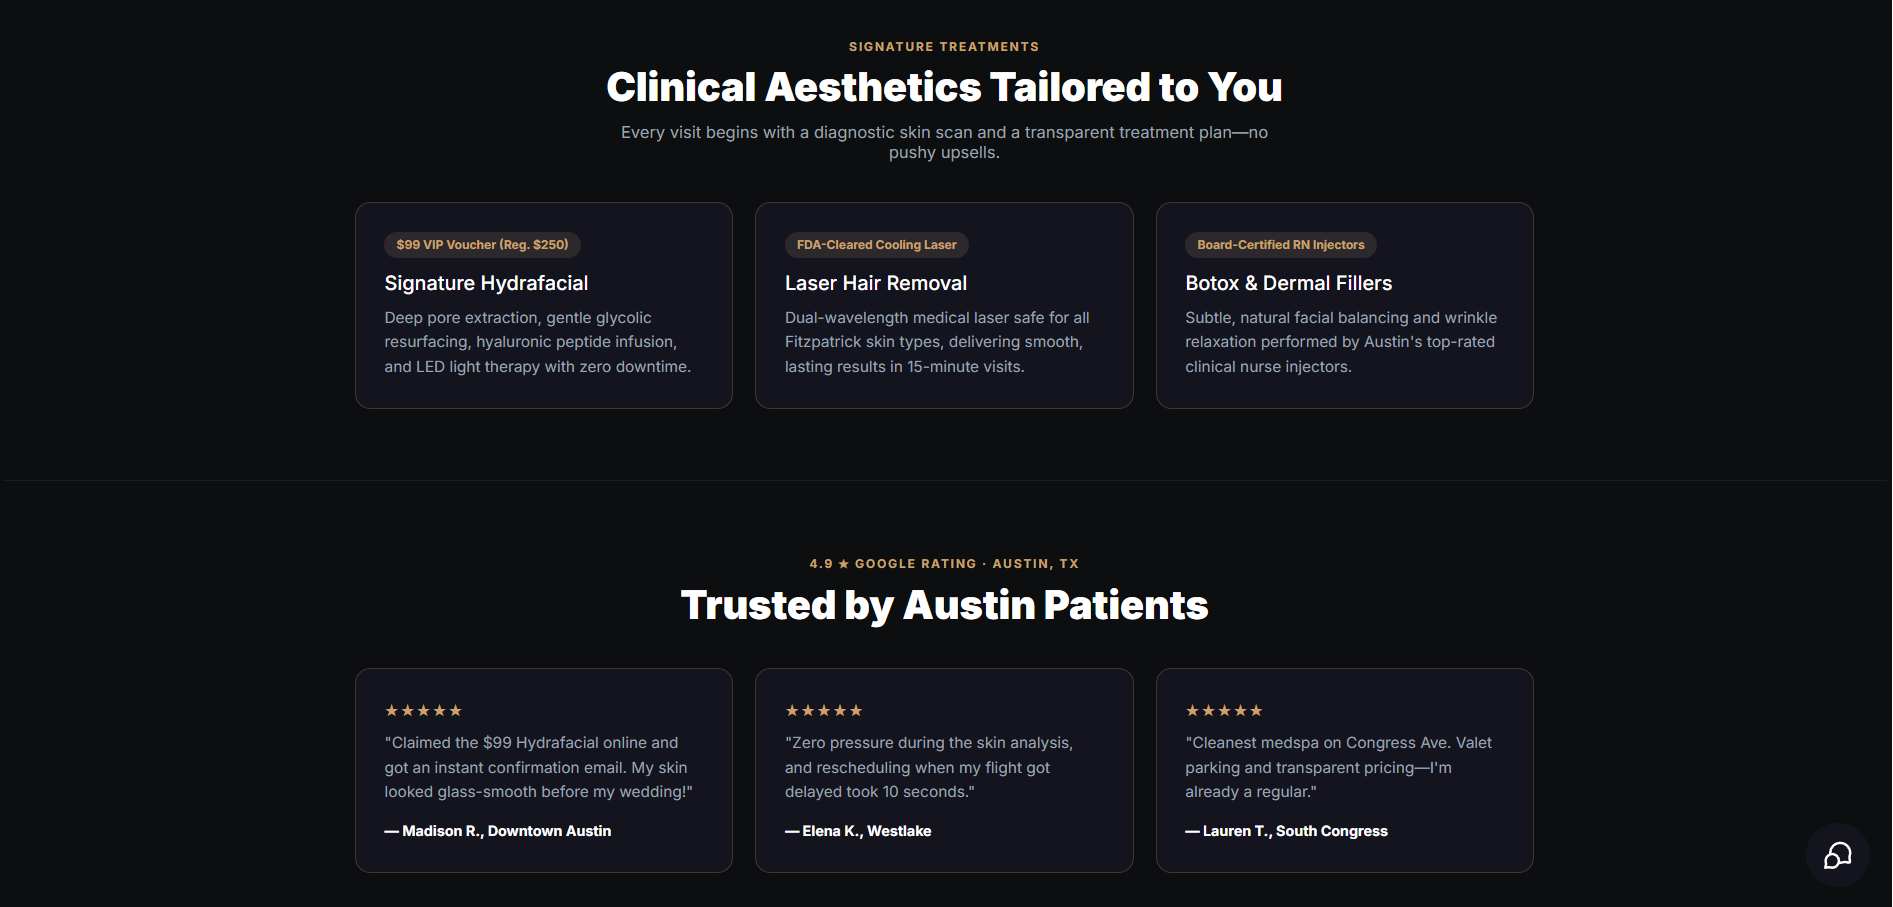 SIGNATURE TREATMENTS
Clinical Aesthetics Tailored to You
Every visit begins with a diagnostic skin scan and a transparent treatment plan—no
pushy upsells.
$99 VIP Voucher (Reg. $250)
Signature Hydrafacial
Deep pore extraction, gentle glycolic
resurfacing, hyaluronic peptide infusion,
and LED light therapy with zero downtime.
FDA-Cleared Cooling Laser
Laser Hair Removal
Dual-wavelength medical laser safe for all
Fitzpatrick skin types, delivering smooth,
lasting results in 15-minute visits.
Board-Certified RN Injectors
Botox & Dermal Fillers
Subtle, natural facial balancing and wrinkle
relaxation performed by Austin's top-rated
clinical nurse injectors.
4.9 ★ GOOGLE RATING · AUSTIN, TX
Trusted by Austin Patients
★★★★★
"Claimed the $99 Hydrafacial online and
got an instant confirmation email. My skin
looked glass-smooth before my wedding!"
— Madison R., Downtown Austin
★★★★★
"Zero pressure during the skin analysis,
and rescheduling when my flight got
delayed took 10 seconds."
— Elena K., Westlake
★★★★★
"Cleanest medspa on Congress Ave. Valet
parking and transparent pricing—I'm
already a regular."
— Lauren T., South Congress